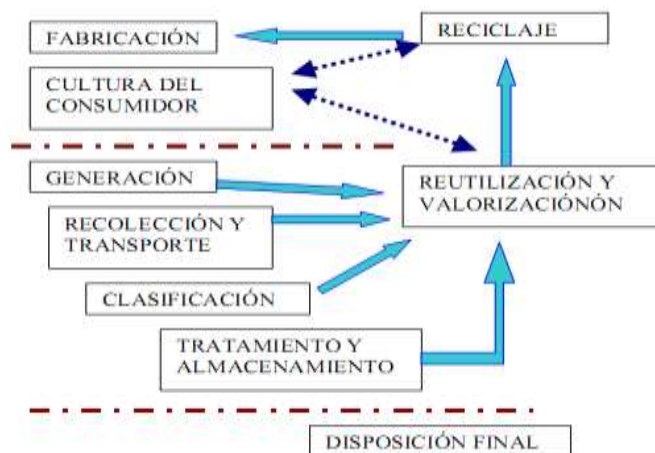 FABRICACIÓN
RECICLAJE
CULTURA DEL
CONSUMIDOR
GENERACIÓN
REUTILIZACIÓN Y
VALORIZACIÓNÓN
RECOLECCIÓN Y
TRANSPORTE
CLASIFICACIÓN
TRATAMIENTO Y
ALMACENAMIENTO
DISPOSICIÓN FINAL